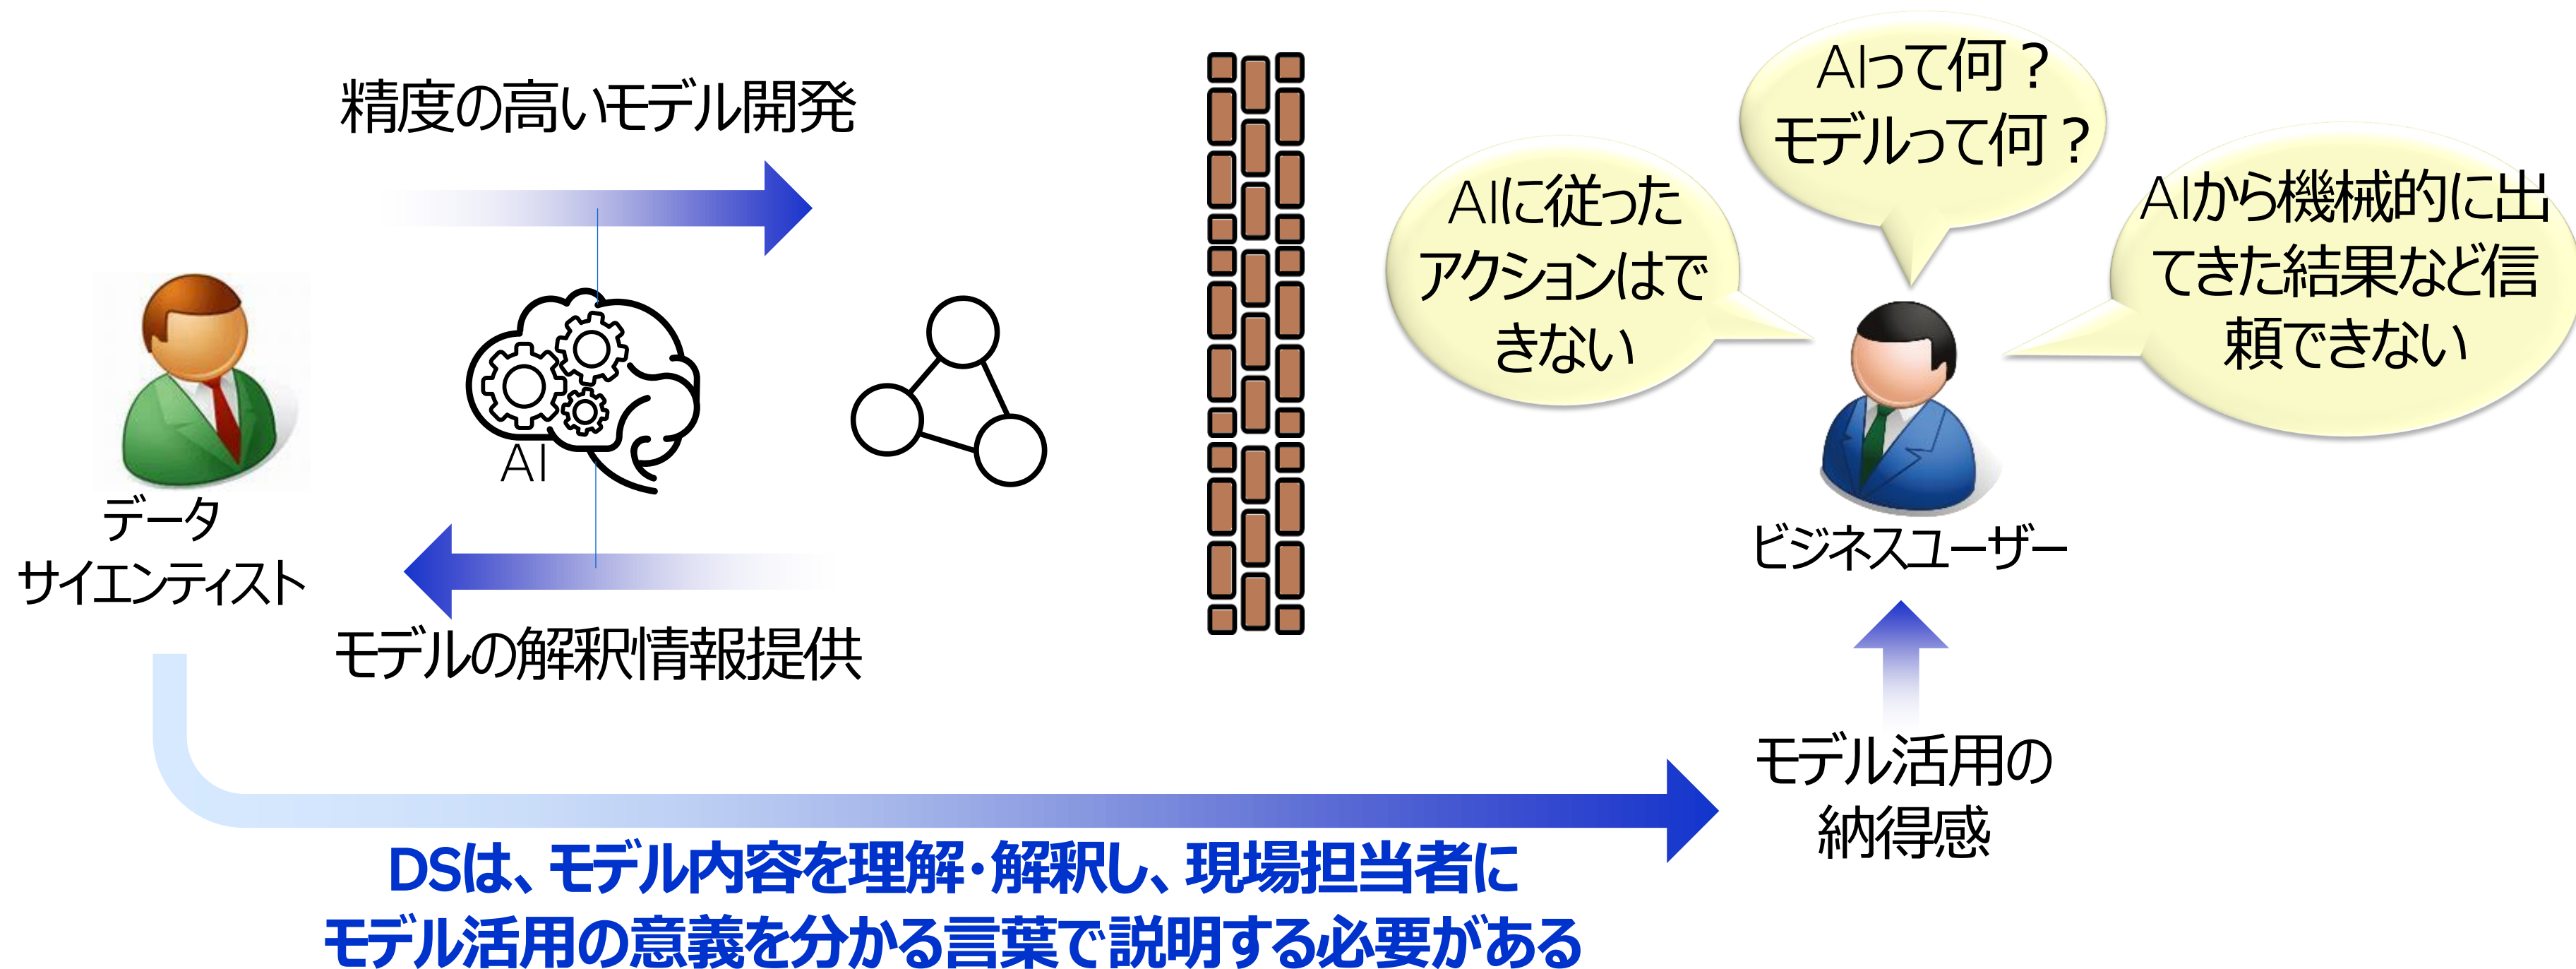 精度の高いモデル開発
AI
データ
サイエンティスト
モデルの解釈情報提供
AIに従った
アクションはで
きない
AIって何？
モデルって何？
AIから機械的に出
てきた結果など信
頼できない
ビジネスユーザー
モデル活用の
納得感
DSは、モデル内容を理解・解釈し、現場担当者に
モデル活用の意義を分かる言葉で説明する必要がある